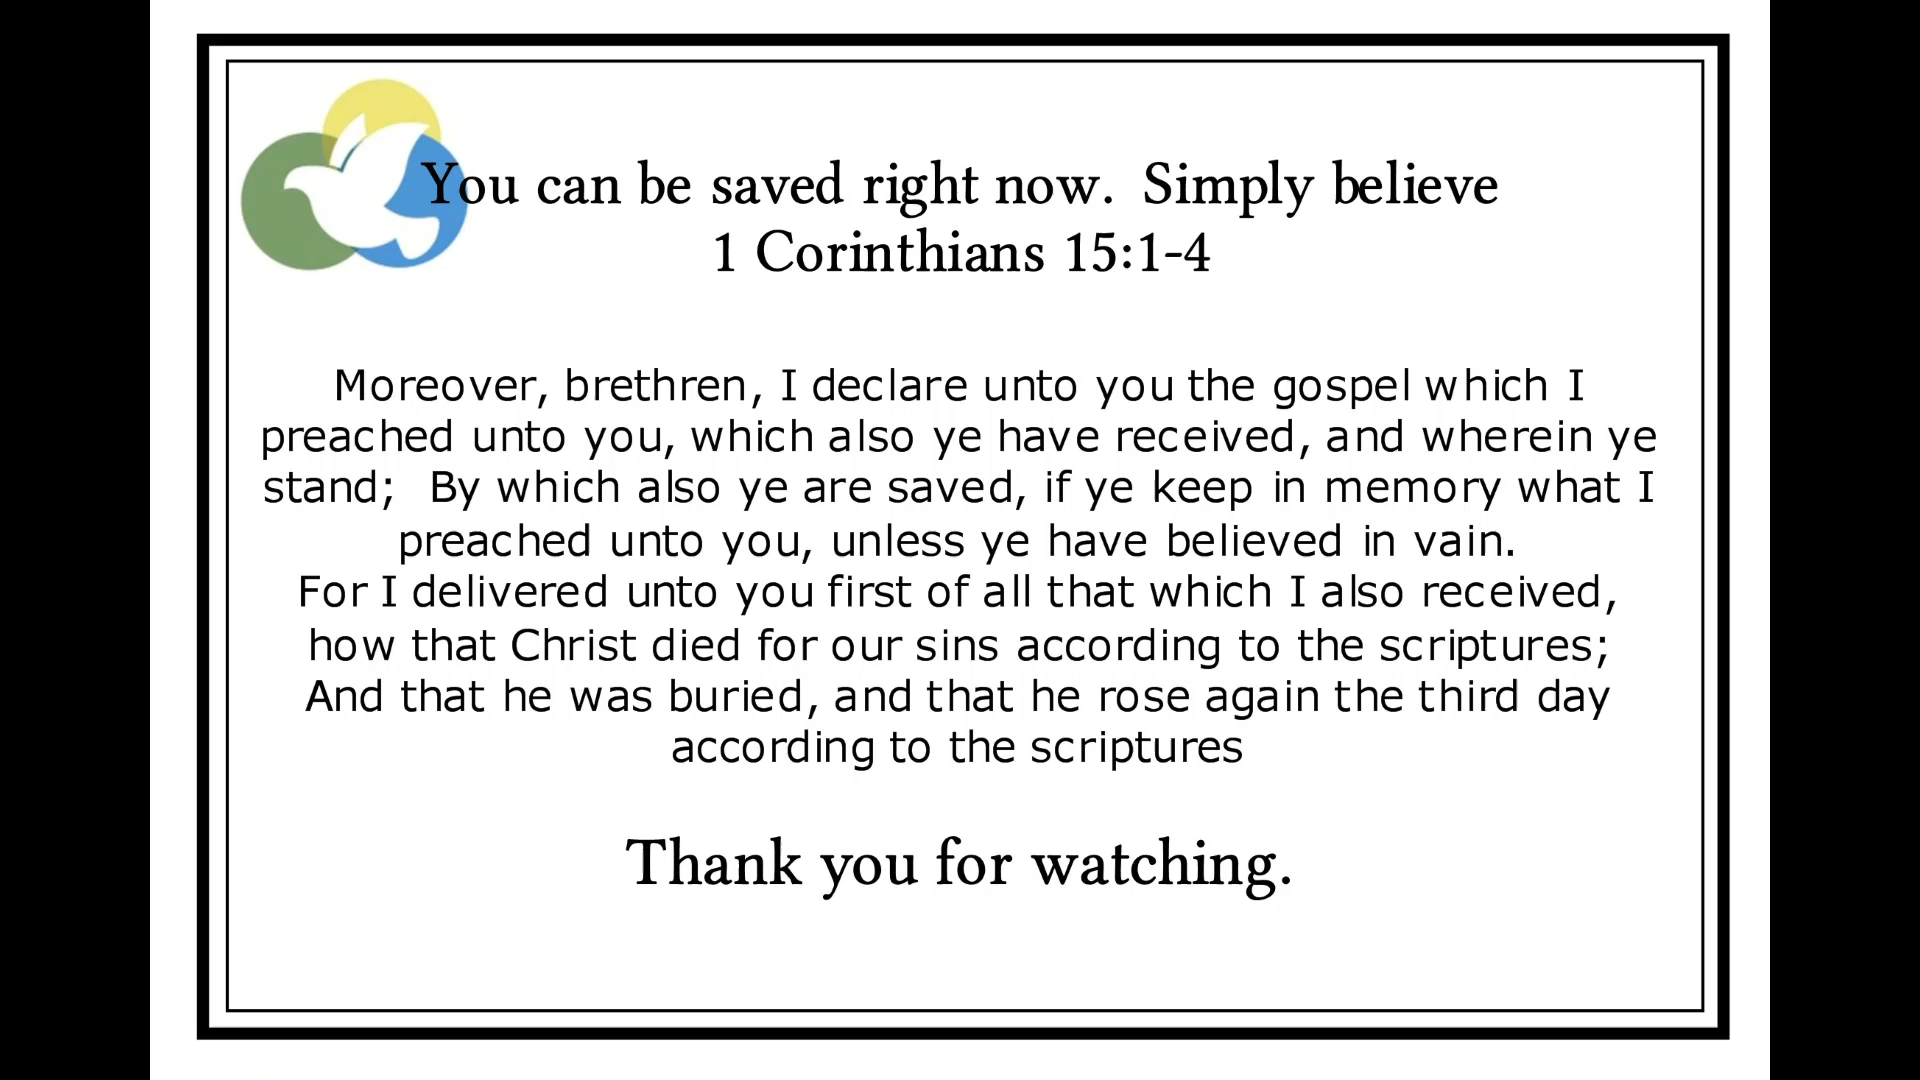 You can be saved right now. Simply believe
1 Corinthians 15:1-4
Moreover, brethren, I declare unto you the gospel which I
preached unto you, which also ye have received, and wherein ye
stand; By which also ye are saved, if ye keep in memory what I
preached unto you, unless ye have believed in vain.
For I delivered unto you first of all that which I also received,
how that Christ died for our sins according to the scriptures;
And that he was buried, and that he rose again the third day
according to the scriptures
Thank you for watching.